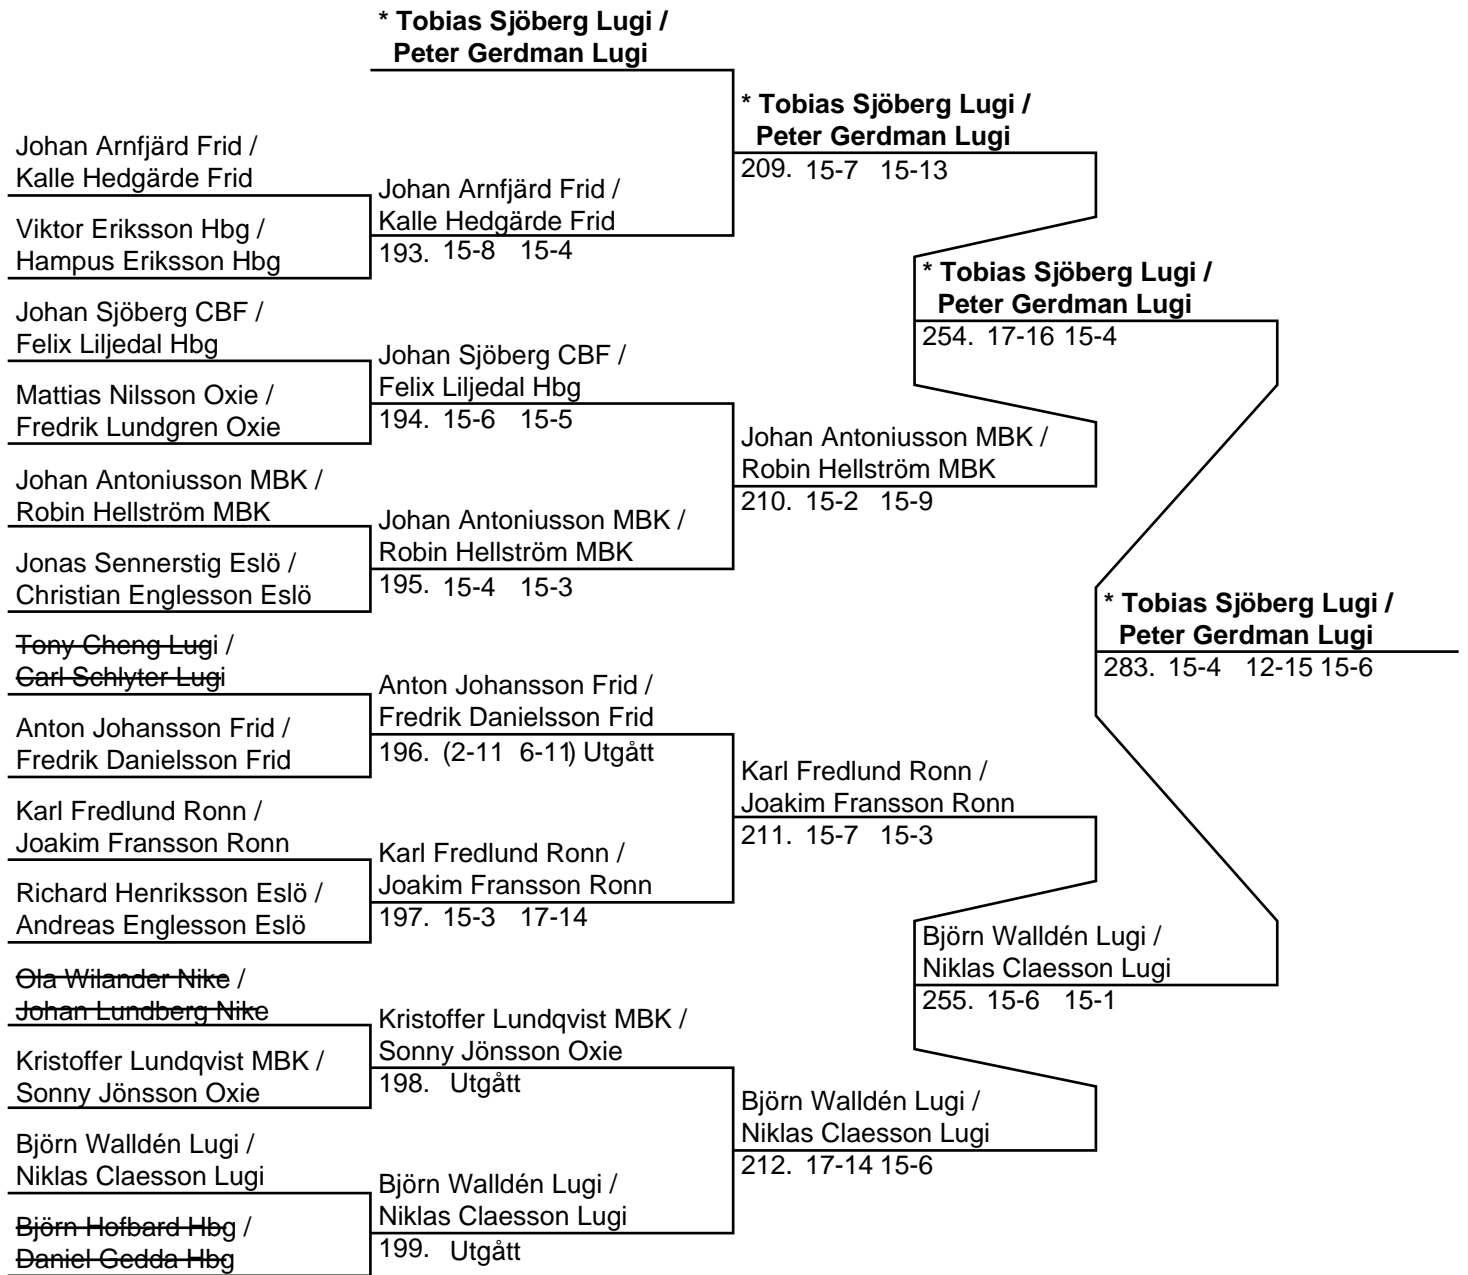 * Tobias Sjöberg Lugi /
Peter Gerdman Lugi
Johan Arnfjärd Frid /
Kalle Hedgärde Frid
Viktor Eriksson Hbg /
Hampus Eriksson Hbg
Johan Sjöberg CBF /
Felix Liljedal Hbg
Mattias Nilsson Oxie /
Fredrik Lundgren Oxie
Johan Antoniusson MBK /
Robin Hellström MBK
Jonas Sennerstig Eslö /
Christian Englesson Eslö
Tony Cheng Lugi /
Carl Schlyter Lugi
Anton Johansson Frid /
Fredrik Danielsson Frid
Karl Fredlund Ronn /
Joakim Fransson Ronn
Richard Henriksson Eslö /
Andreas Englesson Eslö
Ola Wilander Nike /
Johan Lundberg Nike
Kristoffer Lundqvist MBK /
Sonny Jönsson Oxie
Björn Walldén Lugi /
Niklas Claesson Lugi
Björn Hofbard Hbg /
Daniel Gedda Hbg
Johan Arnfjärd Frid /
Kalle Hedgärde Frid
193. 15-8 15-4
Johan Sjöberg CBF /
Felix Liljedal Hbg
194. 15-6 15-5
Johan Antoniusson MBK /
Robin Hellström MBK
195. 15-4 15-3
Anton Johansson Frid /
Fredrik Danielsson Frid
196. (2-11 6-11) Utgått
Karl Fredlund Ronn /
Joakim Fransson Ronn
197. 15-3 17-14
Kristoffer Lundqvist MBK /
Sonny Jönsson Oxie
198. Utgått
Björn Walldén Lugi /
Niklas Claesson Lugi
199. Utgått
* Tobias Sjöberg Lugi /
Peter Gerdman Lugi
209. 15-7 15-13
Johan Antoniusson MBK /
Robin Hellström MBK
210. 15-2 15-9
Karl Fredlund Ronn /
Joakim Fransson Ronn
211. 15-7 15-3
Björn Walldén Lugi /
Niklas Claesson Lugi
212. 17-14 15-6
* Tobias Sjöberg Lugi /
Peter Gerdman Lugi
254. 17-16 15-4
Björn Walldén Lugi /
Niklas Claesson Lugi
255. 15-6 15-1
* Tobias Sjöberg Lugi /
Peter Gerdman Lugi
283. 15-4 12-15 15-6